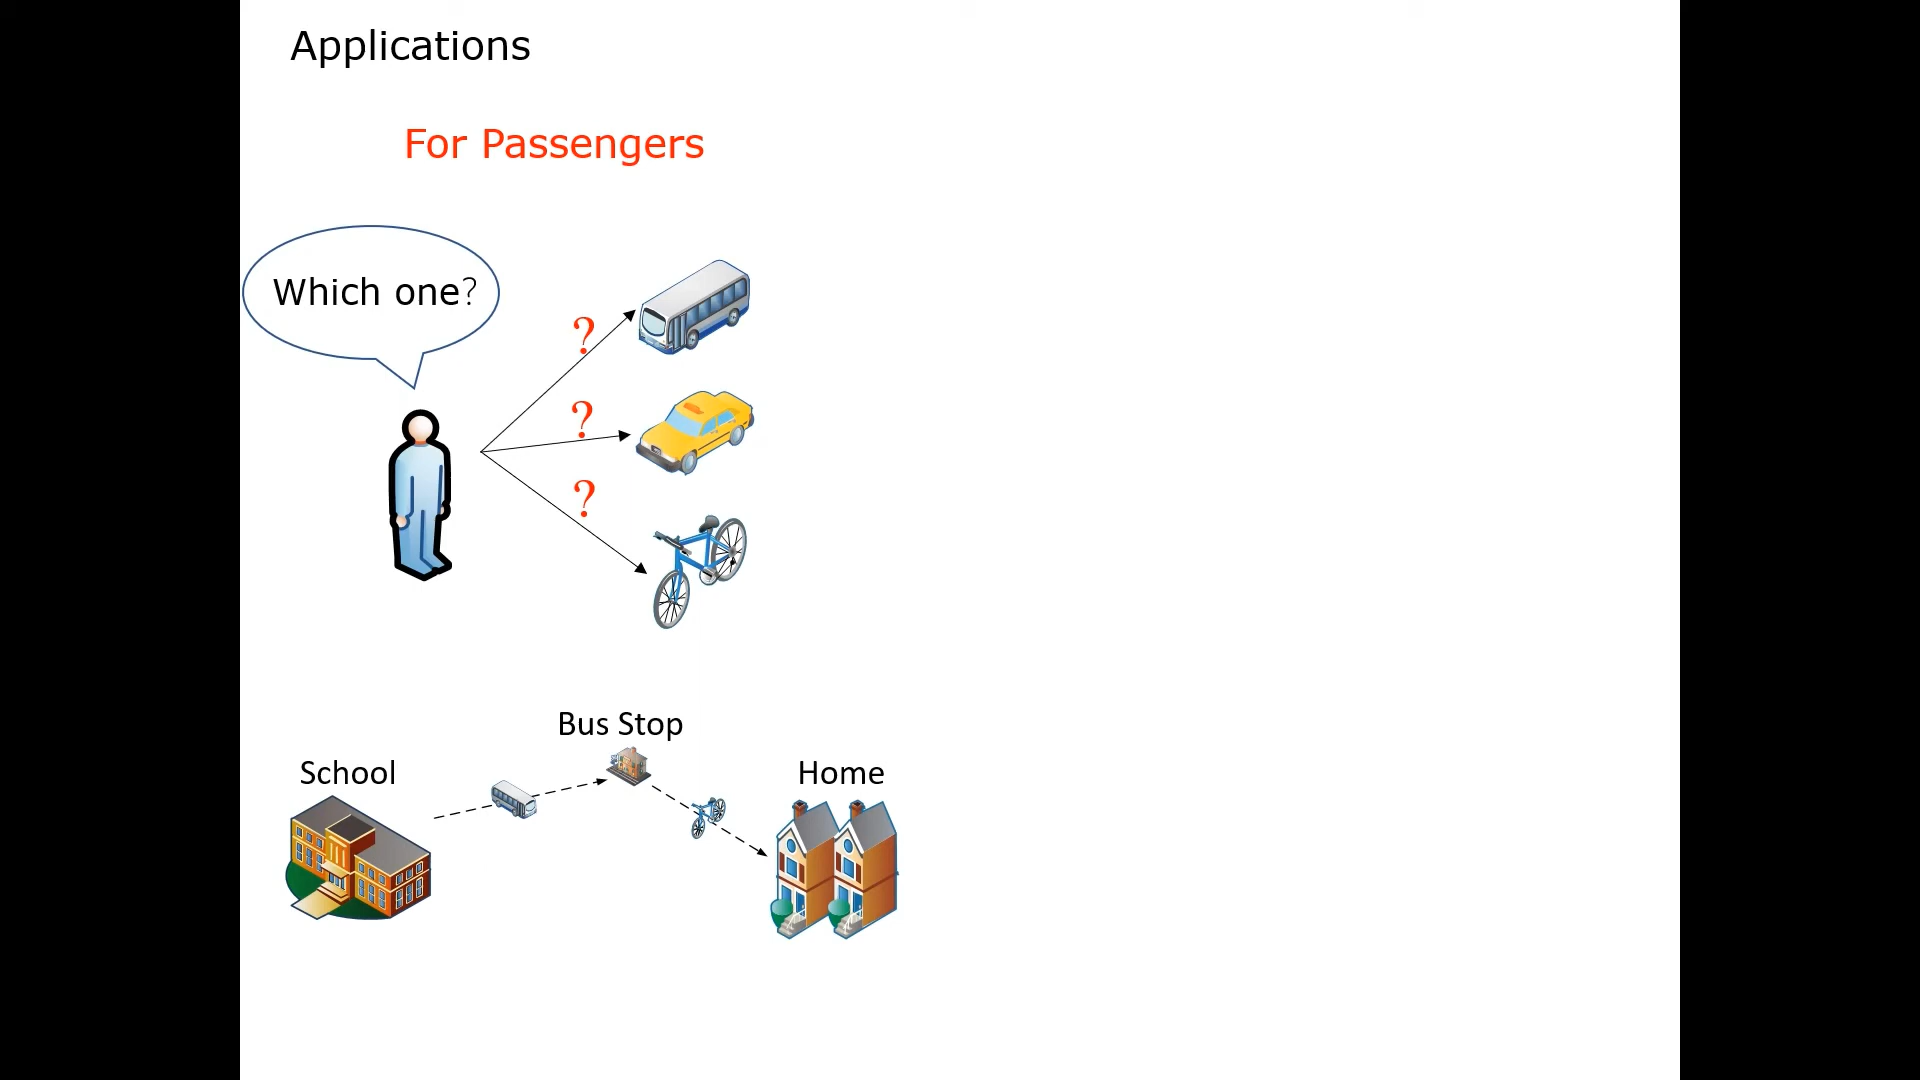 Applications
For Passengers
Which one?
?
?
?
Bus Stop
School
Home